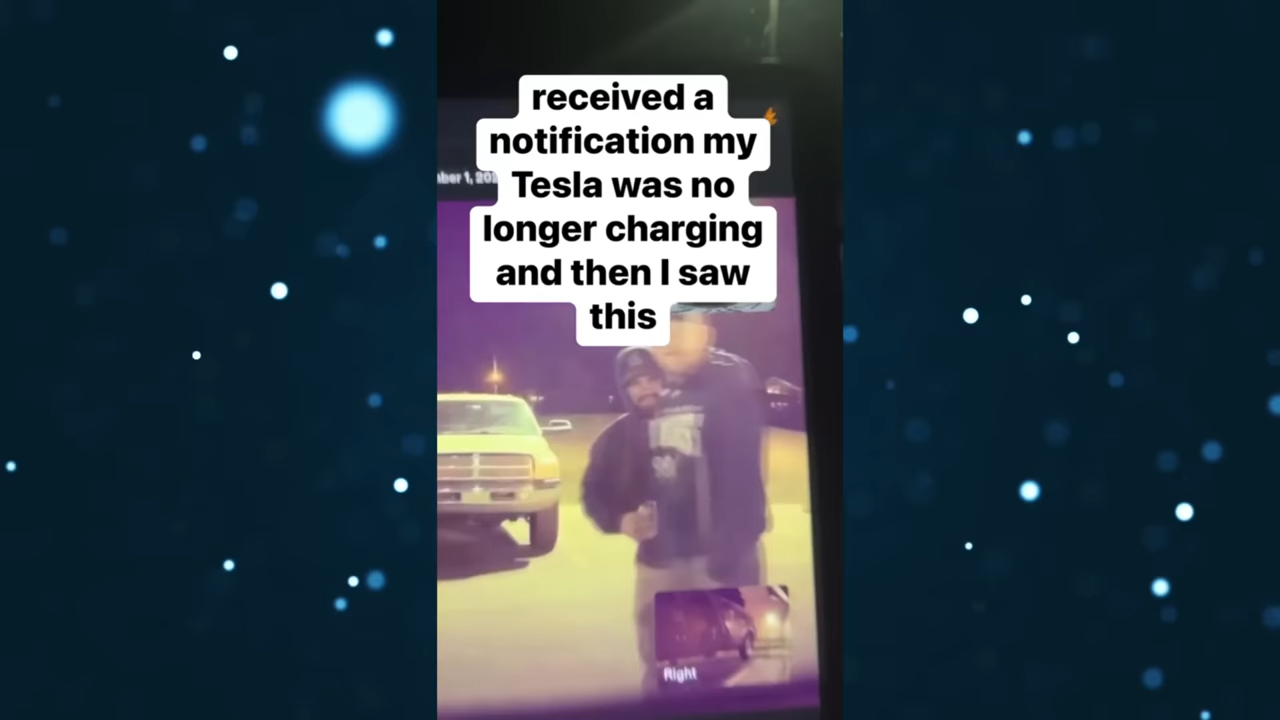 received a
notification my
Tesla was no
longer charging
and then I saw
this
Right